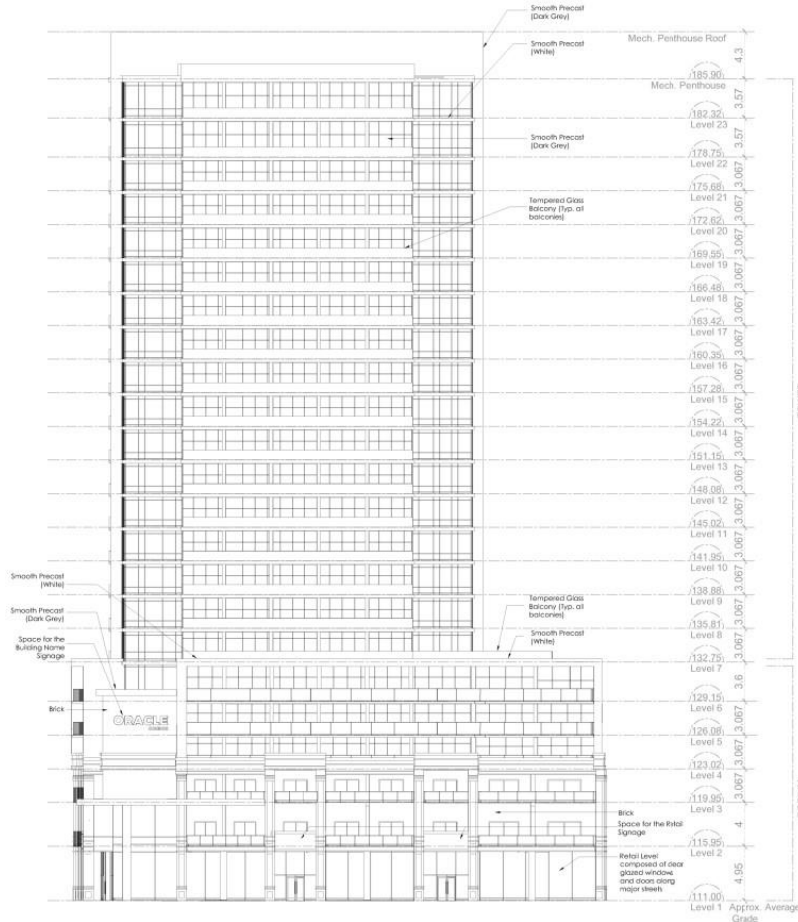 Smooth Precast
(Dark Grey)
Mech. Penthouse Roof
Smooth Precast
(White)
4.3
185.90
Mech. Penthouse
3.57
182.32
Level 23
Smooth Precast
(Dark Grey)
3.57
178.75
Level 22
3.067
175.68
Level 21
Tempered Glass
Balcony (Typ. all
balconies)
3.067
172.62
Level 20
3.067
169.55
Level 19
3.067
166.48
Level 18
3.067
163.42
Level 17
3.067
160.35
Level 16
3.067
157.28
Level 15
3.067
154.22
Level 14
3.067
151.15
Level 13
3.067
148.08
Level 12
3.067
145.02
Level 11
3.067
141.95
Level 10
3.067
138.88
Level 9
3.067
135.81
Level 8
3.067
132.75
Level 7
Smooth Precast
(White)
Smooth Precast
(Dark Grey)
Space for the
Building Name
Signage
Brick
ORACLE
Tempered Glass
Balcony (Typ. all
balconies)
Smooth Precast
(White)
3.6
129.15
Level 6
3.067
126.08
Level 5
3.067
123.02
Level 4
3.067
119.95
Level 3
Brick
Space for the Retail
Signage
4
115.95
Level 2
Retail Level
composed of clear
glazed windows
and doors along
major streets
4.95
111.00
Level 1
Approx. Average
Grade